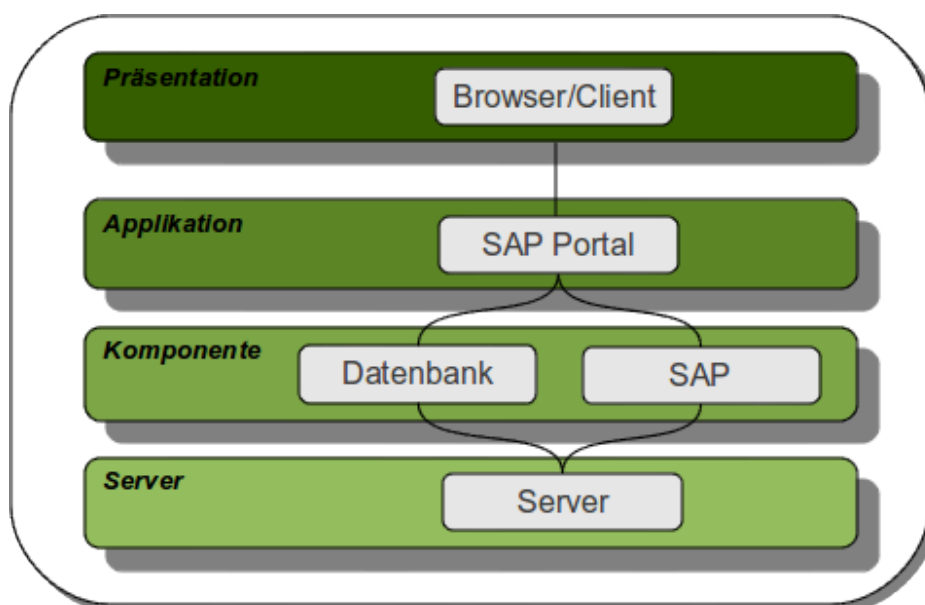 Präsentation
Browser/Client
Applikation
SAP Portal
Komponente
Datenbank
SAP
Server
Server